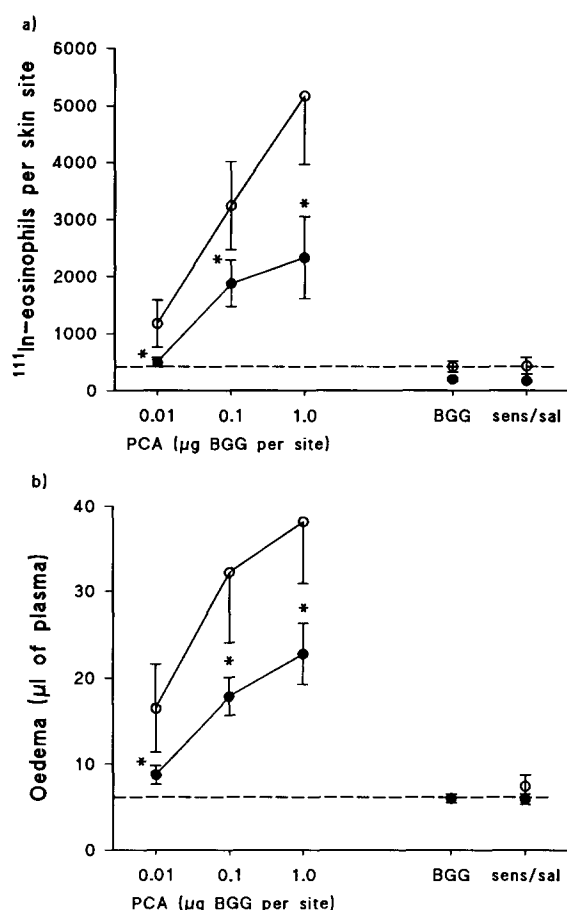 a)
6000
5000
4000
3000
2000
1000
0
¹¹¹In-eosinophils per skin site
*
*
*
0.01 0.1 1.0 BGG sens/sal
PCA (μg BGG per site)
b)
40
30
20
10
0
Oedema (μl of plasma)
*
*
*
0.01 0.1 1.0 BGG sens/sal
PCA (μg BGG per site)